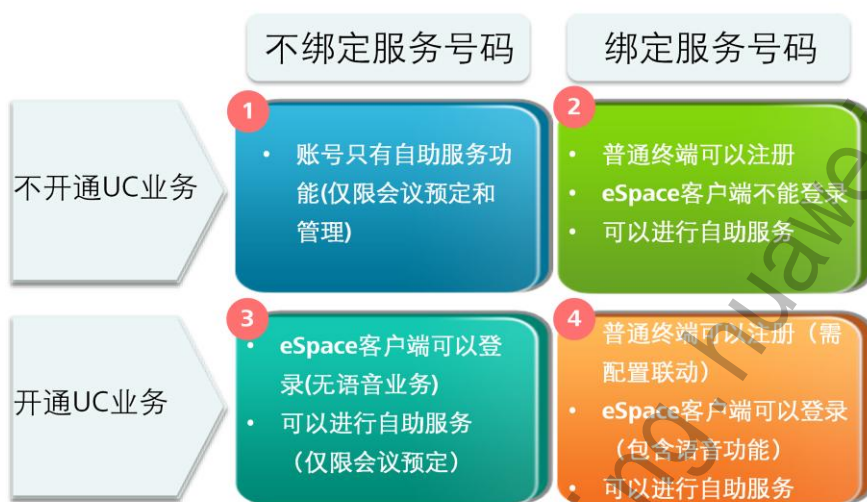 不绑定服务号码
绑定服务号码
不开通UC业务
1
• 账号只有自助服务功
能(仅限会议预定和
管理)
2
• 普通终端可以注册
• eSpace客户端不能登录
• 可以进行自助服务
开通UC业务
3
• eSpace客户端可以登
录(无语音业务)
• 可以进行自助服务
（仅限会议预定）
4
• 普通终端可以注册（需
配置联动）
• eSpace客户端可以登录
（包含语音功能）
• 可以进行自助服务
ing.huawe